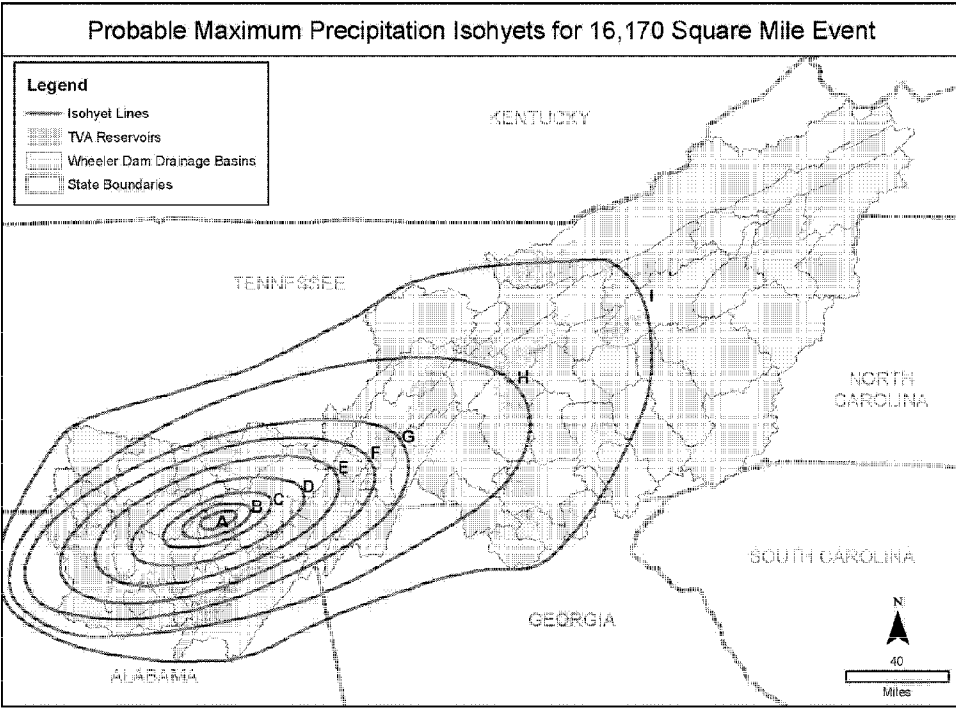 Probable Maximum Precipitation Isohyets for 16,170 Square Mile Event
Legend
Isohyet Lines
TVA Reservoirs
Wheeler Dam Drainage Basins
State Boundaries
KENTUCKY
TENNESSEE
I
H
NORTH
CAROLINA
G
F
E
D
C
B
A
SOUTH CAROLINA
GEORGIA
N
40
Miles
ALABAMA